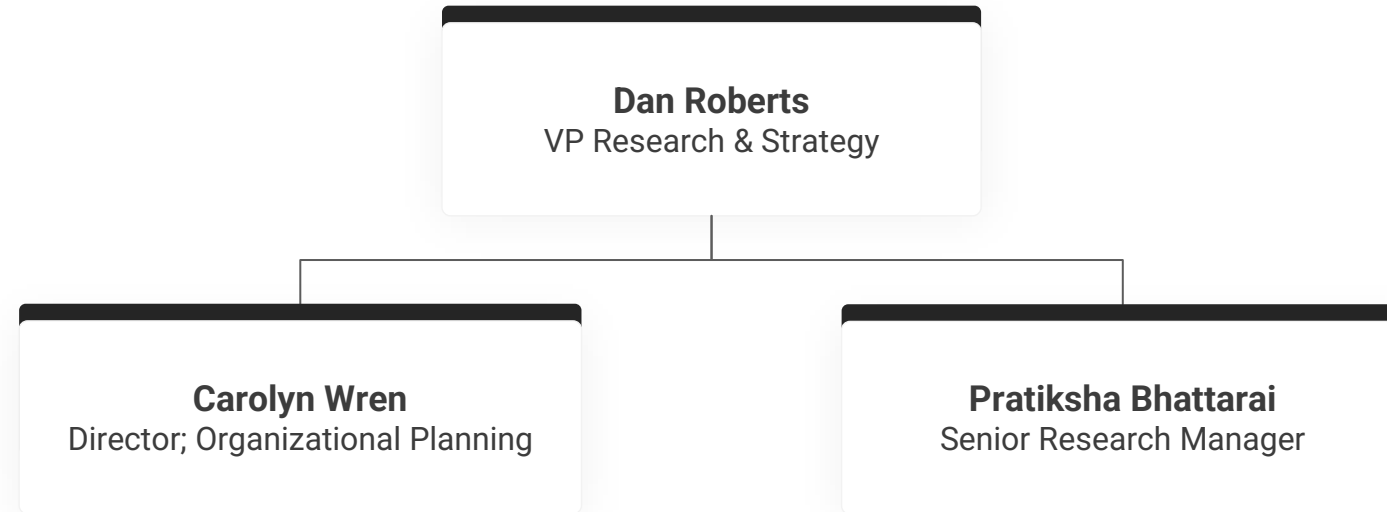 Dan Roberts
VP Research & Strategy
Carolyn Wren
Director; Organizational Planning
Pratiksha Bhattarai
Senior Research Manager